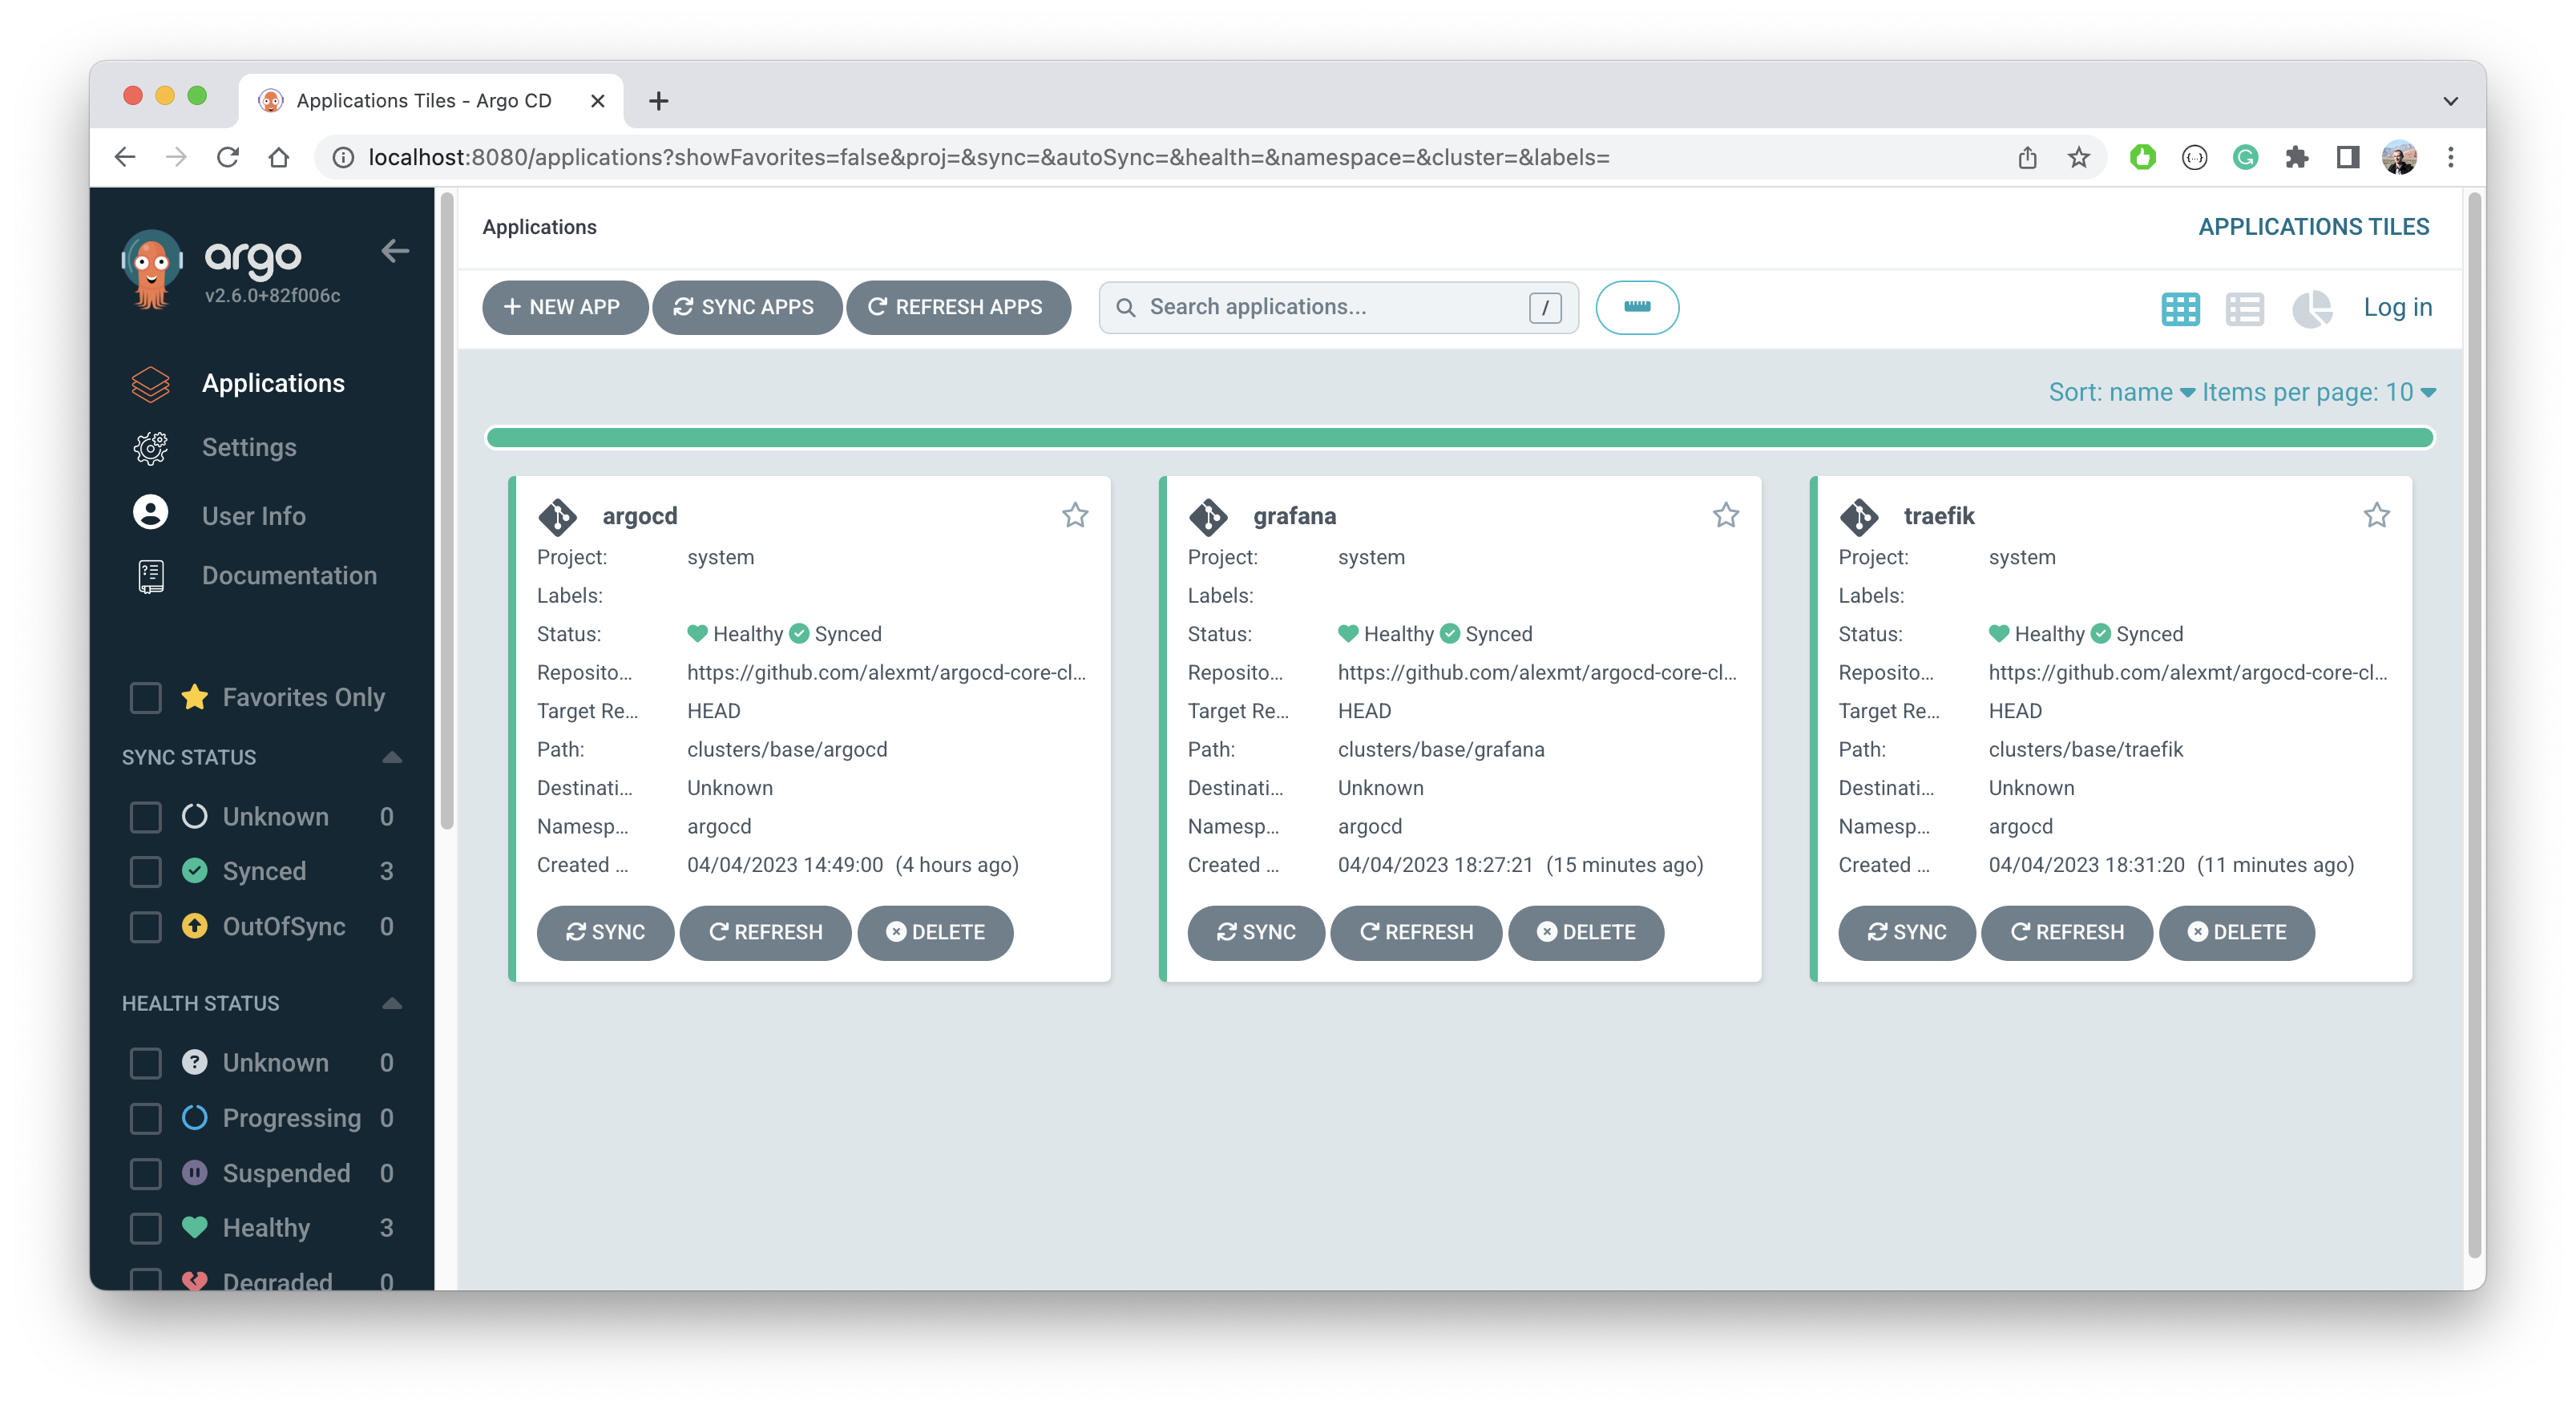 Applications Tiles - Argo CD
localhost:8080/applications?showFavorites=false&proj=&sync=&autoSync=&health=&namespace=&cluster=&labels=
argo
v2.6.0+82f006c
Applications
Settings
User Info
Documentation
Favorites Only
SYNC STATUS
Unknown 0
Synced 3
OutOfSync 0
HEALTH STATUS
Unknown 0
Progressing 0
Suspended 0
Healthy 3
Degraded 0
Applications
APPLICATIONS TILES
NEW APP SYNC APPS REFRESH APPS Search applications... / Log in
Sort: name Items per page: 10
argocd
Project: system
Labels:
Status: Healthy Synced
Reposito... https://github.com/alexmt/argocd-core-cl...
Target Re... HEAD
Path: clusters/base/argocd
Destinati... Unknown
Namesp... argocd
Created ... 04/04/2023 14:49:00 (4 hours ago)
SYNC REFRESH DELETE
grafana
Project: system
Labels:
Status: Healthy Synced
Reposito... https://github.com/alexmt/argocd-core-cl...
Target Re... HEAD
Path: clusters/base/grafana
Destinati... Unknown
Namesp... argocd
Created ... 04/04/2023 18:27:21 (15 minutes ago)
SYNC REFRESH DELETE
traefik
Project: system
Labels:
Status: Healthy Synced
Reposito... https://github.com/alexmt/argocd-core-cl...
Target Re... HEAD
Path: clusters/base/traefik
Destinati... Unknown
Namesp... argocd
Created ... 04/04/2023 18:31:20 (11 minutes ago)
SYNC REFRESH DELETE